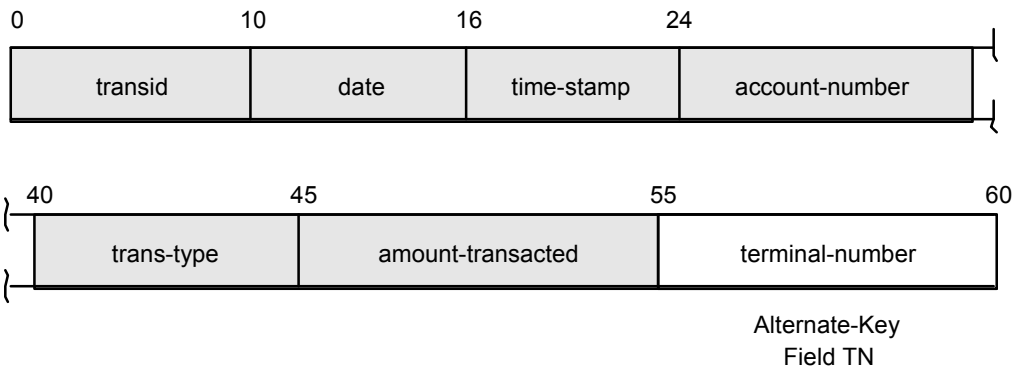 0 10 16 24
transid date time-stamp account-number
40 45 55 60
trans-type amount-transacted terminal-number
Alternate-Key
Field TN